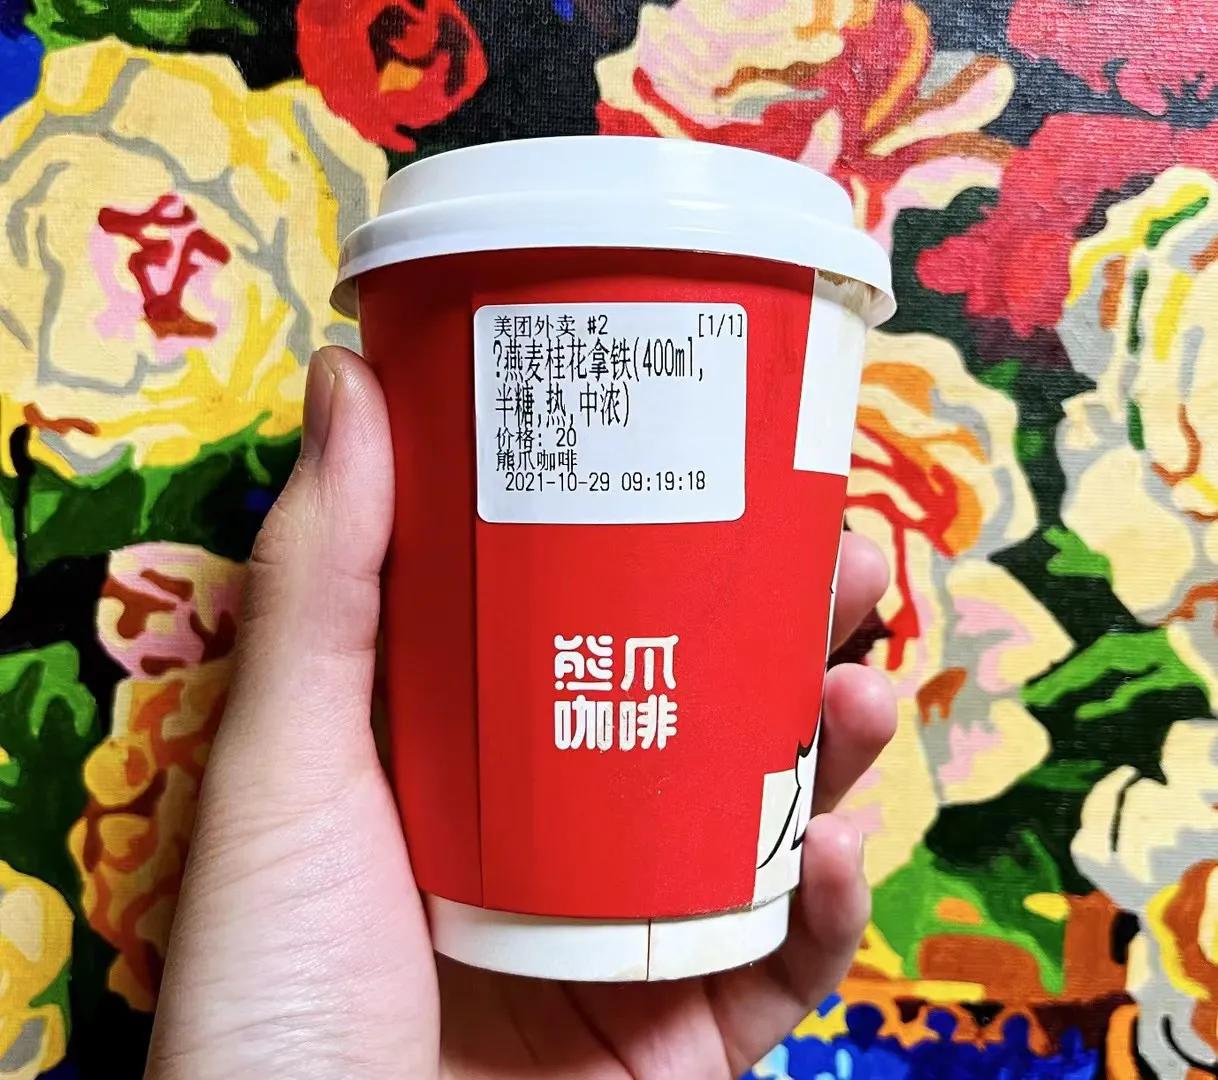 美团外卖 #2 [1/1]
?燕麦桂花拿铁(400ml,
半糖,热,中浓)
价格: 20
熊爪咖啡
2021-10-29 09:19:18
熊爪
咖啡